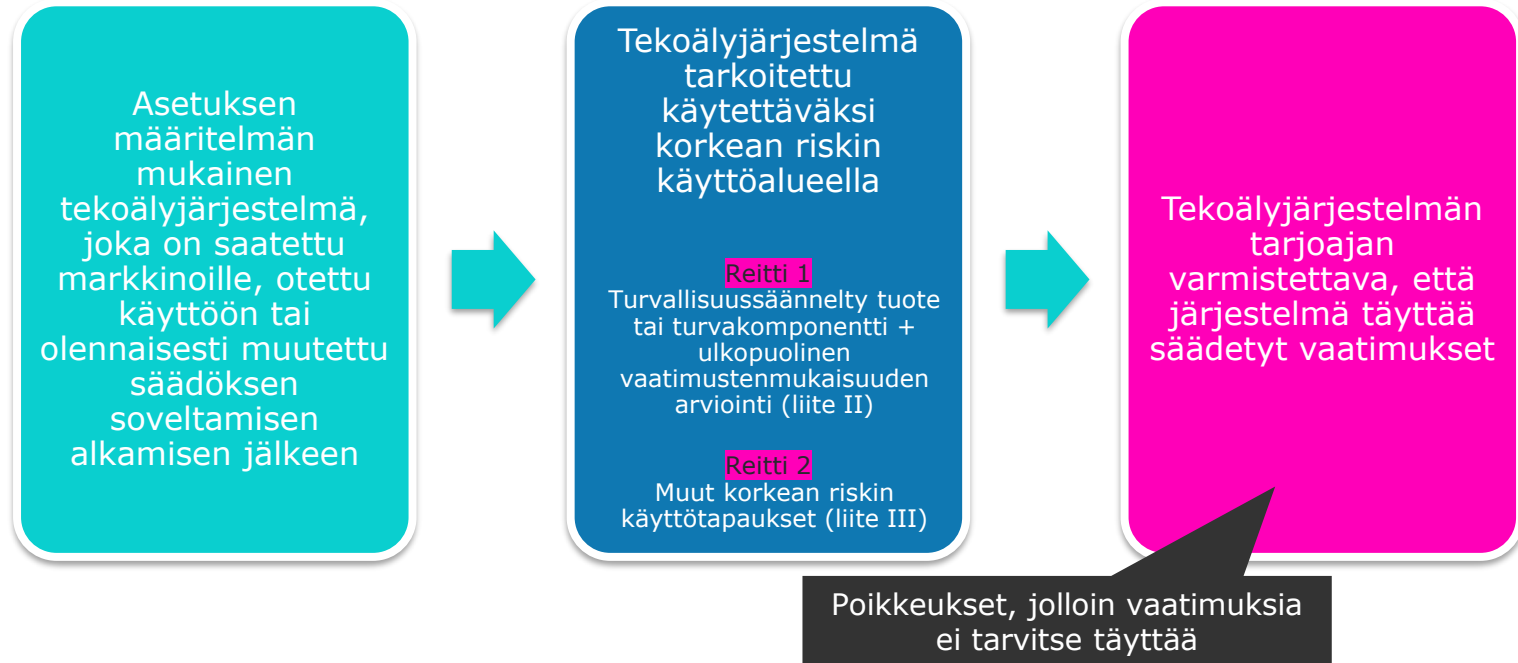 Asetuksen
määritelmän
mukainen
tekoälyjärjestelmä,
joka on saatettu
markkinoille, otettu
käyttöön tai
olennaisesti muutettu
säädöksen
soveltamisen
alkamisen jälkeen
Tekoälyjärjestelmä
tarkoitettu
käytettäväksi
korkean riskin
käyttöalueella
Reitti 1
Turvallisuussäännelty tuote
tai turvakomponentti +
ulkopuolinen
vaatimustenmukaisuuden
arviointi (liite II)
Reitti 2
Muut korkean riskin
käyttötapaukset (liite III)
Tekoälyjärjestelmän
tarjoajan
varmistettava, että
järjestelmä täyttää
säädetyt vaatimukset
Poikkeukset, jolloin vaatimuksia
ei tarvitse täyttää